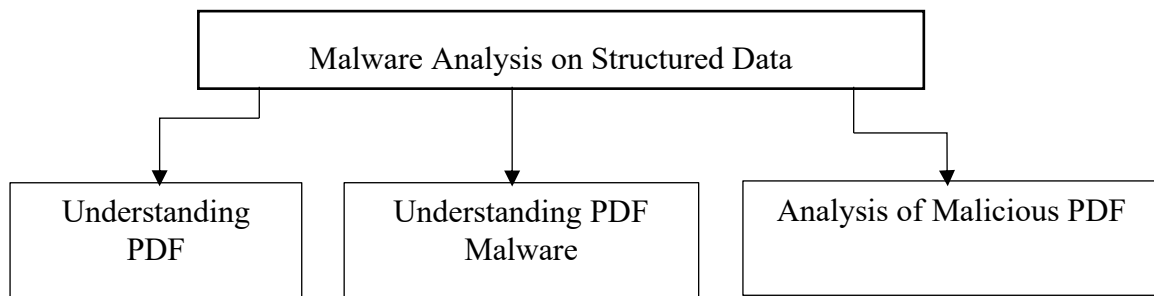 Malware Analysis on Structured Data
Understanding
PDF
Understanding PDF
Malware
Analysis of Malicious PDF